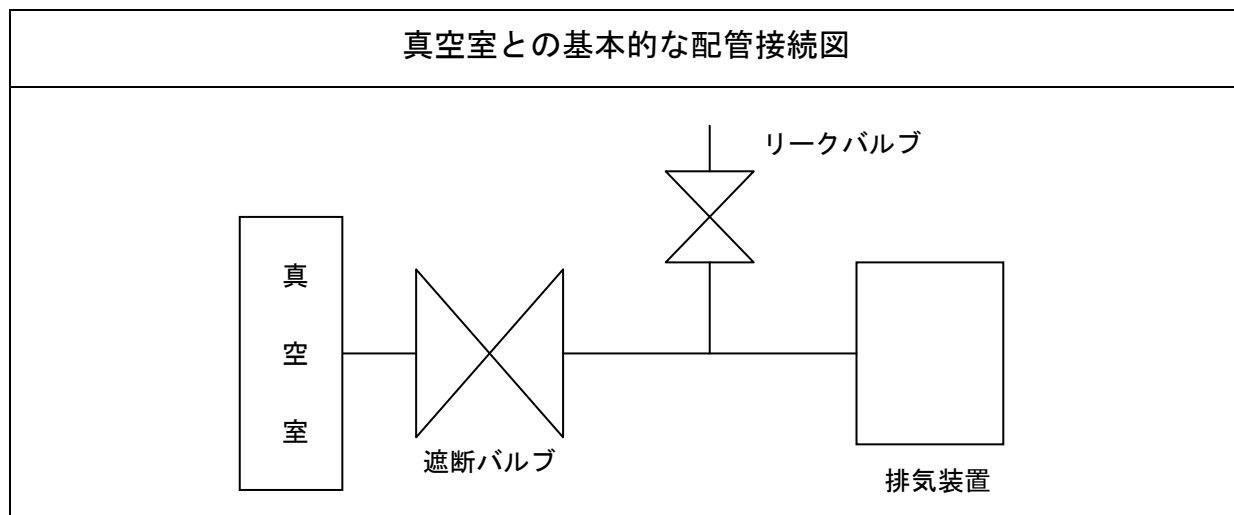 真空室との基本的な配管接続図
リークバルブ
真
空
室
遮断バルブ
排気装置